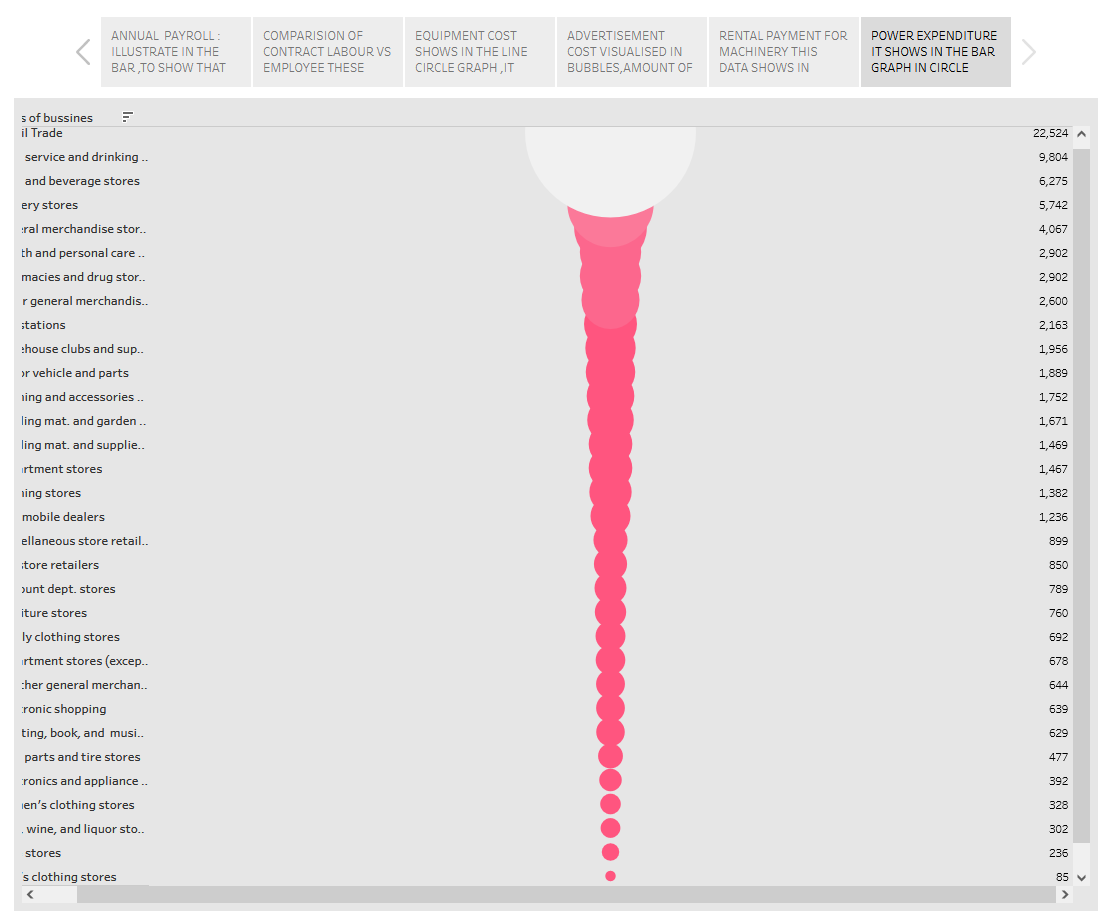 ANNUAL PAYROLL :
ILLUSTRATE IN THE
BAR ,TO SHOW THAT
COMPARISION OF
CONTRACT LABOUR VS
EMPLOYEE THESE
EQUIPMENT COST
SHOWS IN THE LINE
CIRCLE GRAPH ,IT
ADVERTISEMENT
COST VISUALISED IN
BUBBLES,AMOUNT OF
RENTAL PAYMENT FOR
MACHINERY THIS
DATA SHOWS IN
POWER EXPENDITURE
IT SHOWS IN THE BAR
GRAPH IN CIRCLE
s of bussines
il Trade 22,524
service and drinking .. 9,804
and beverage stores 6,275
ery stores 5,742
eral merchandise stor.. 4,067
th and personal care .. 2,902
macies and drug stor.. 2,902
r general merchandis.. 2,600
stations 2,163
ehouse clubs and sup.. 1,956
or vehicle and parts 1,889
ning and accessories .. 1,752
ding mat. and garden .. 1,671
ding mat. and supplie.. 1,469
artment stores 1,467
hing stores 1,382
mobile dealers 1,236
ellaneous store retail.. 899
store retailers 850
ount dept. stores 789
iture stores 760
ly clothing stores 692
artment stores (excep.. 678
ther general merchan.. 644
tronic shopping 639
ting, book, and musi.. 629
parts and tire stores 477
tronics and appliance .. 392
nen's clothing stores 328
, wine, and liquor sto.. 302
stores 236
's clothing stores 85